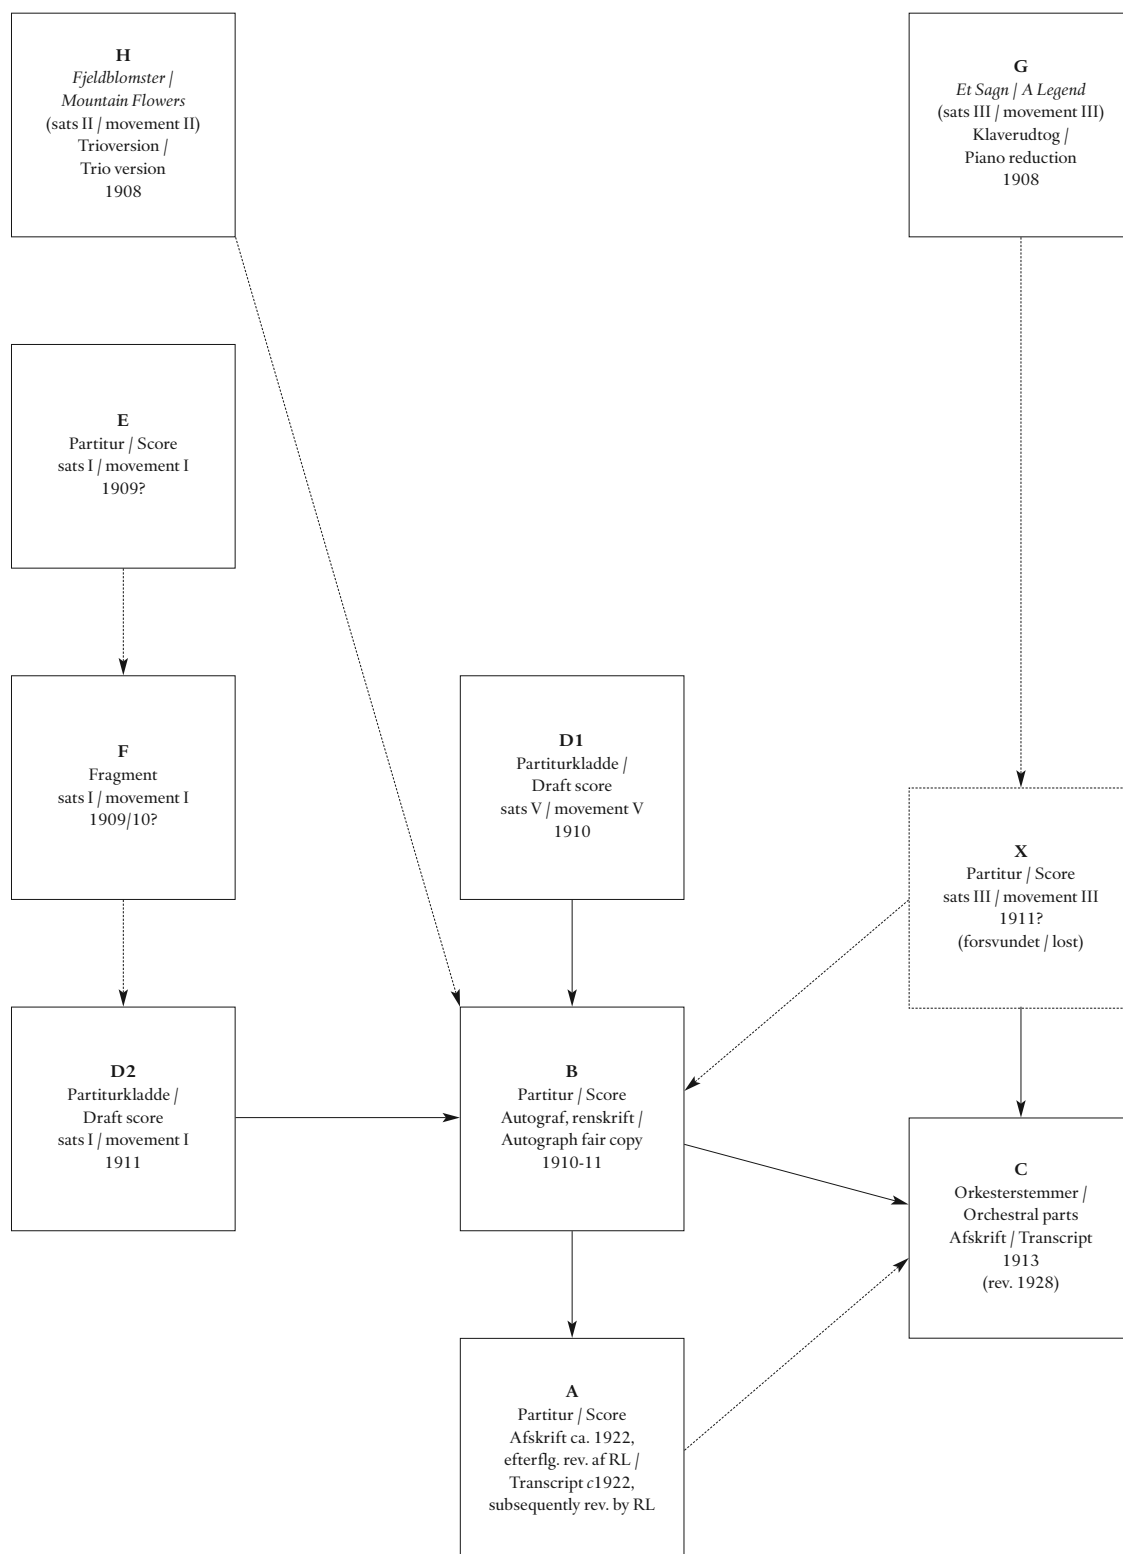 H
Fjeldblomster /
Mountain Flowers
(sats II / movement II)
Trioversion /
Trio version
1908
G
Et Sagn / A Legend
(sats III / movement III)
Klaverudtog /
Piano reduction
1908
E
Partitur / Score
sats I / movement I
1909?
F
Fragment
sats I / movement I
1909/10?
D1
Partiturkladde /
Draft score
sats V / movement V
1910
X
Partitur / Score
sats III / movement III
1911?
(forsvundet / lost)
D2
Partiturkladde /
Draft score
sats I / movement I
1911
B
Partitur / Score
Autograf, renskrift /
Autograph fair copy
1910-11
C
Orkesterstemmer /
Orchestral parts
Afskrift / Transcript
1913
(rev. 1928)
A
Partitur / Score
Afskrift ca. 1922,
efterflg. rev. af RL /
Transcript c1922,
subsequently rev. by RL